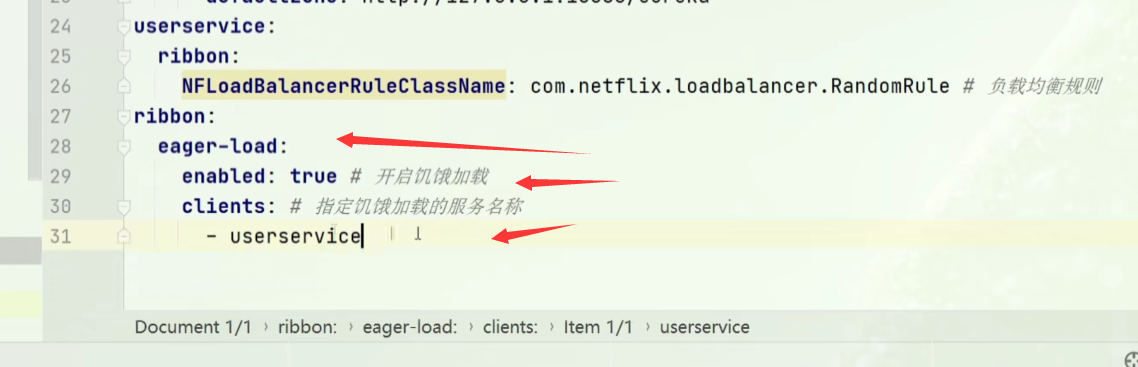 24 userservice:
25 ribbon:
26 NFLoadBalancerRuleClassName: com.netflix.loadbalancer.RandomRule # 负载均衡规则
27 ribbon:
28 eager-load:
29 enabled: true # 开启饥饿加载
30 clients: # 指定饥饿加载的服务名称
31 - userservice
Document 1/1 › ribbon: › eager-load: › clients: › Item 1/1 › userservice